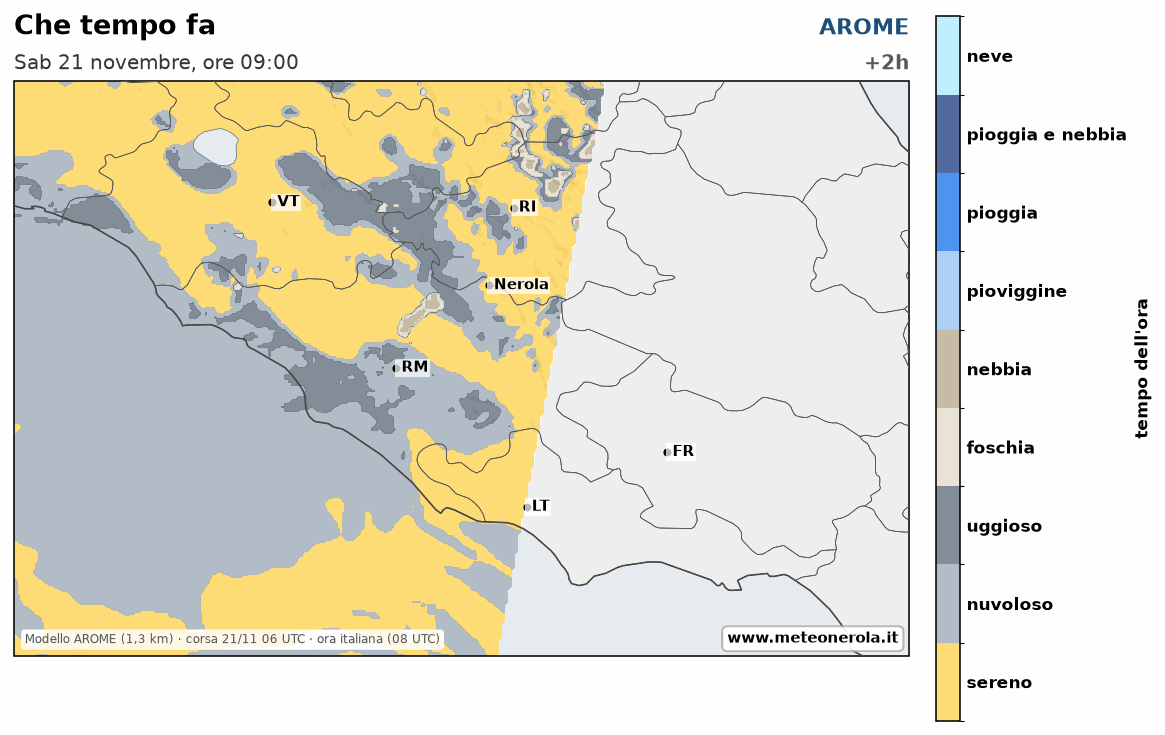 Che tempo fa
AROME
Sab 21 novembre, ore 09:00
+2h
VT
RI
Nerola
RM
FR
LT
Modello AROME (1,3 km) · corsa 21/11 06 UTC · ora italiana (08 UTC)
www.meteonerola.it
neve
pioggia e nebbia
pioggia
pioviggine
nebbia
foschia
uggioso
nuvoloso
sereno
tempo dell'ora